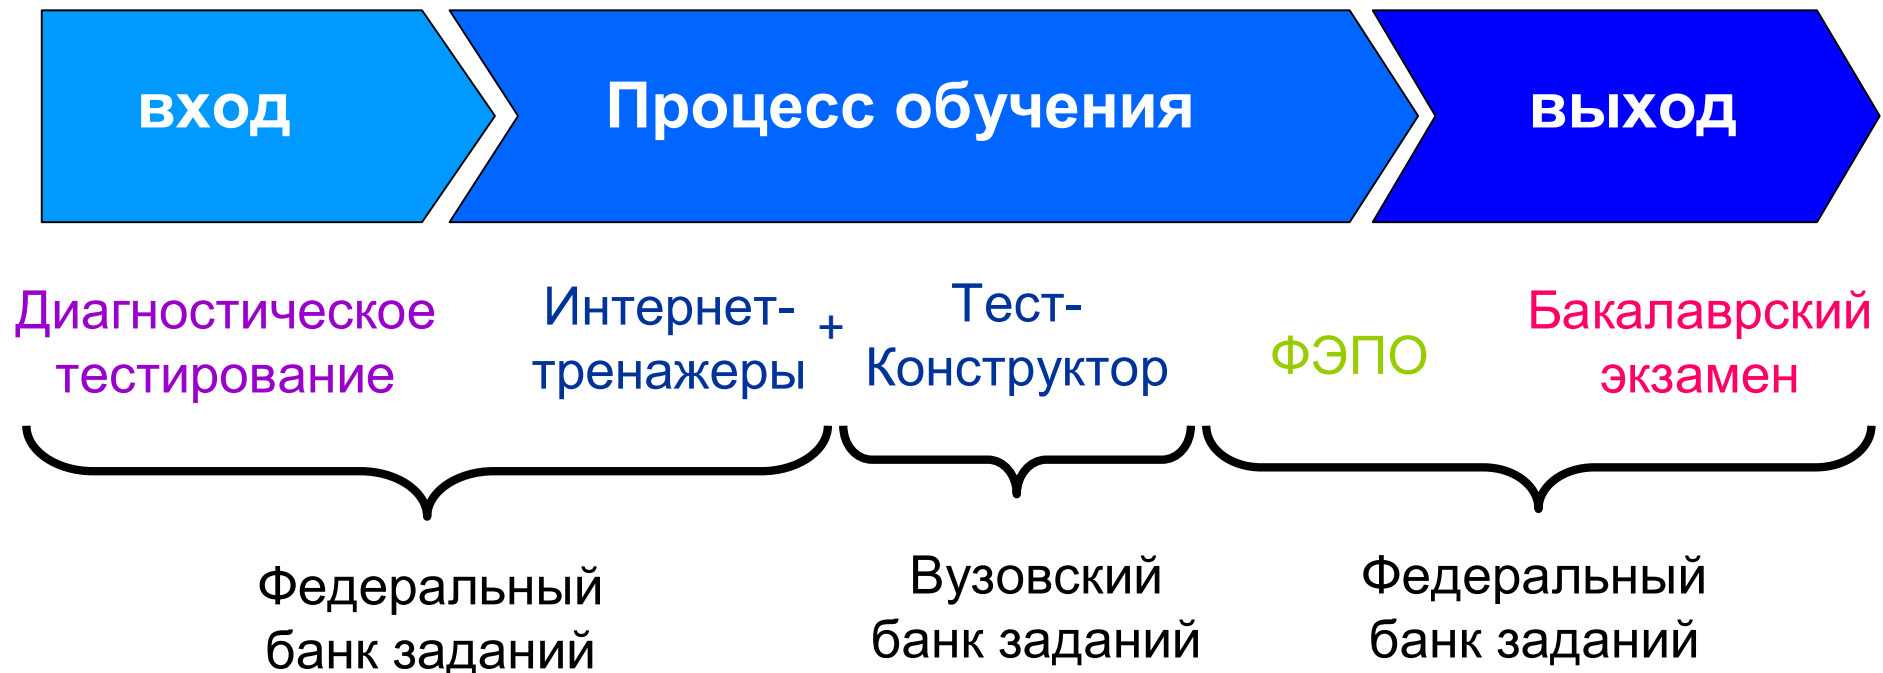 вход
Процесс обучения
выход
Диагностическое
тестирование
Интернет-
тренажеры
+
Тест-
Конструктор
ФЭПО
Бакалаврский
экзамен
Федеральный
банк заданий
Вузовский
банк заданий
Федеральный
банк заданий